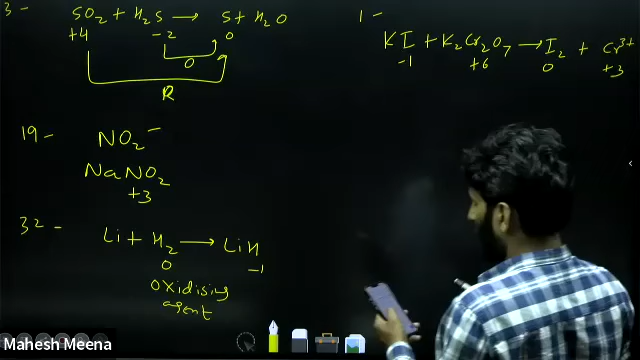 3 -
SO2 + H2S → S + H2O
+4 -2 0
O
R
19 -
NO2⁻
NaNO2
+3
32 -
Li + H2 → LiH
0 -1
Oxidising
agent
1 -
KI + K2Cr2O7 → I2 + Cr³⁺
-1 +6 0 +3
Mahesh Meena